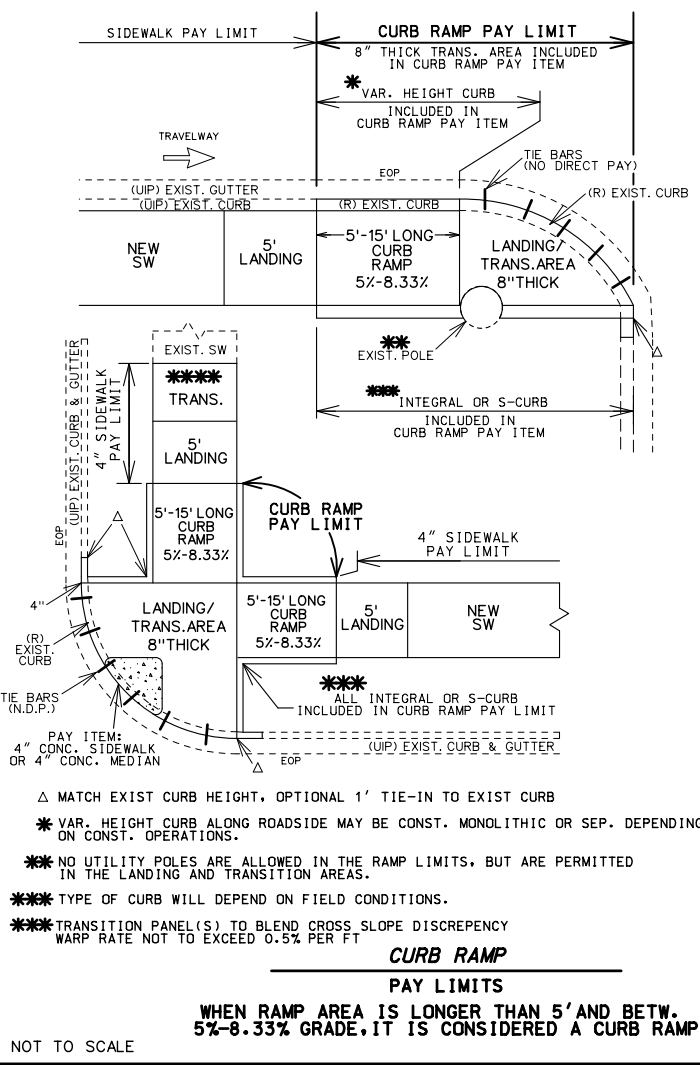 SIDEWALK PAY LIMIT
CURB RAMP PAY LIMIT
8" THICK TRANS. AREA INCLUDED
IN CURB RAMP PAY ITEM
*
VAR. HEIGHT CURB
INCLUDED IN
CURB RAMP PAY ITEM
TRAVELWAY
TIE BARS
(NO DIRECT PAY)
EOP
(UIP) EXIST. GUTTER
(R) EXIST. CURB
(UIP) EXIST. CURB
(R) EXIST. CURB
NEW
SW
5'
LANDING
5'-15' LONG
CURB
RAMP
5%-8.33%
LANDING/
TRANS.AREA
8"THICK
**
EXIST. POLE
△
***
INTEGRAL OR S-CURB
INCLUDED IN
CURB RAMP PAY ITEM
EXIST. SW
****
TRANS.
4" SIDEWALK
PAY LIMIT
(UIP) EXIST. CURB & GUTTER
EOP
5'
LANDING
△
5'-15' LONG
CURB
RAMP
5%-8.33%
CURB RAMP
PAY LIMIT
4" SIDEWALK
PAY LIMIT
4"
LANDING/
TRANS.AREA
8"THICK
5'-15' LONG
CURB
RAMP
5%-8.33%
5'
LANDING
NEW
SW
(R)
EXIST.
CURB
TIE BARS
(N.D.P.)
***
ALL INTEGRAL OR S-CURB
INCLUDED IN CURB RAMP PAY LIMIT
PAY ITEM:
4" CONC. SIDEWALK
OR 4" CONC. MEDIAN
(UIP) EXIST. CURB & GUTTER
EOP
△
△ MATCH EXIST CURB HEIGHT, OPTIONAL 1' TIE-IN TO EXIST CURB
* VAR. HEIGHT CURB ALONG ROADSIDE MAY BE CONST. MONOLITHIC OR SEP. DEPENDING
ON CONST. OPERATIONS.
** NO UTILITY POLES ARE ALLOWED IN THE RAMP LIMITS, BUT ARE PERMITTED
IN THE LANDING AND TRANSITION AREAS.
*** TYPE OF CURB WILL DEPEND ON FIELD CONDITIONS.
*** TRANSITION PANEL(S) TO BLEND CROSS SLOPE DISCREPENCY
WARP RATE NOT TO EXCEED 0.5% PER FT
CURB RAMP
PAY LIMITS
WHEN RAMP AREA IS LONGER THAN 5' AND BETW.
5%-8.33% GRADE, IT IS CONSIDERED A CURB RAMP
NOT TO SCALE